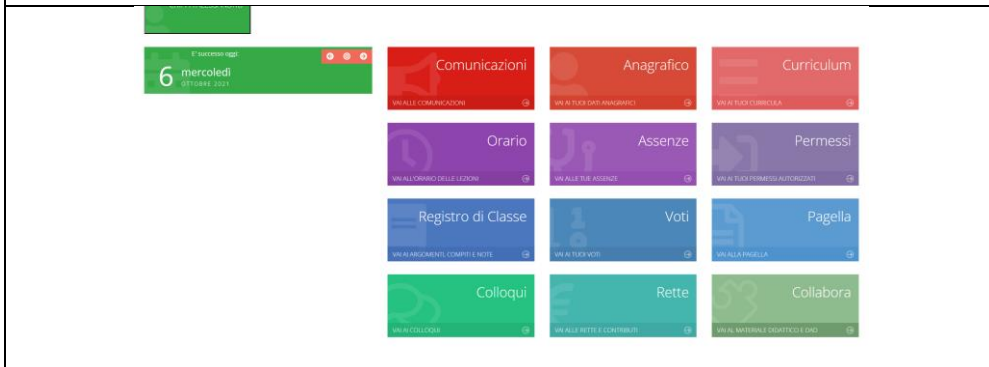 E' successo oggi:
6 mercoledì
OTTOBRE 2021
Comunicazioni
VAI ALLE COMUNICAZIONI
Anagrafico
VAI AI TUOI DATI ANAGRAFICI
Curriculum
VAI AI TUOI CURRICULA
Orario
VAI ALL'ORARIO DELLE LEZIONI
Assenze
VAI ALLE TUE ASSENZE
Permessi
VAI AI TUOI PERMESSI AUTORIZZATI
Registro di Classe
VAI AI ARGOMENTI, COMPITI E NOTE
Voti
VAI AI TUOI VOTI
Pagella
VAI ALLA PAGELLA
Colloqui
VAI AI COLLOQUI
Rette
VAI ALLE RETTE E CONTRIBUTI
Collabora
VAI AL MATERIALE DIDATTICO E DAD